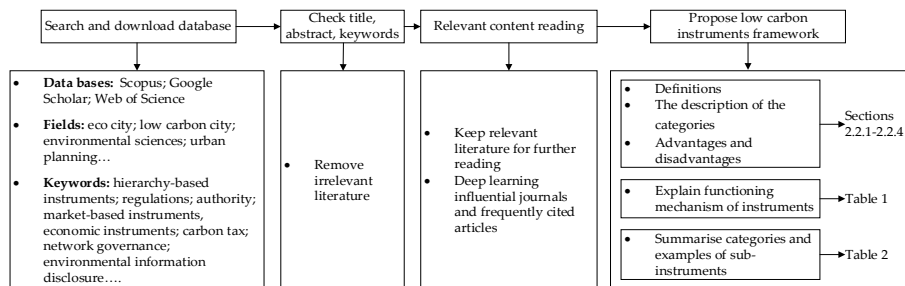 Search and download database
Check title,
abstract, keywords
Relevant content reading
Propose low carbon
instruments framework
• Data bases: Scopus; Google
Scholar; Web of Science
• Fields: eco city; low carbon city;
environmental sciences; urban
planning…
• Keywords: hierarchy-based
instruments; regulations; authority;
market-based instruments,
economic instruments; carbon tax;
network governance;
environmental information
disclosure….
• Remove
irrelevant
literature
• Keep relevant
literature for further
reading
• Deep learning
influential journals
and frequently cited
articles
• Definitions
• The description of the
categories
• Advantages and
disadvantages
Sections
2.2.1-2.2.4
• Explain functioning
mechanism of instruments
Table 1
• Summarise categories and
examples of sub-
instruments
Table 2